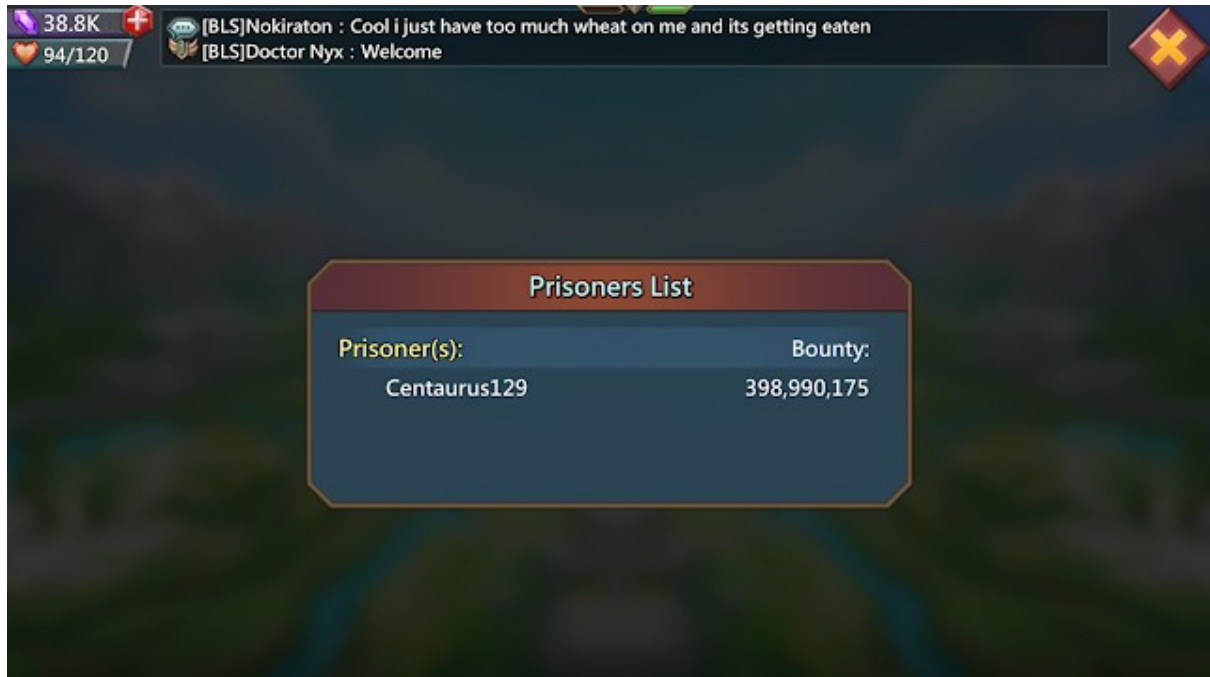 38.8K
[BLS]Nokiraton : Cool i just have too much wheat on me and its getting eaten
94/120
[BLS]Doctor Nyx : Welcome
Prisoners List
Prisoner(s): Bounty:
Centaurus129 398,990,175